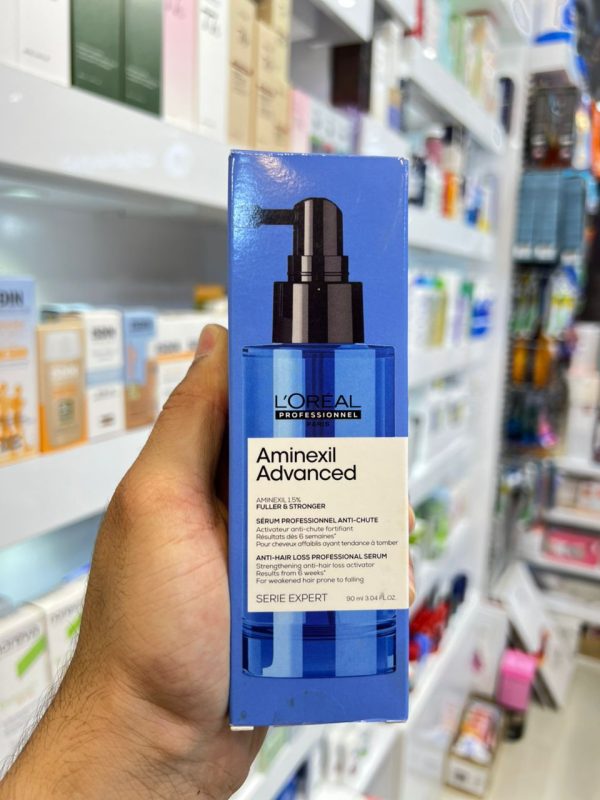 L'ORÉAL
PROFESSIONNEL
PARIS
Aminexil
Advanced
AMINEXIL 1.5%
FULLER & STRONGER
SÉRUM PROFESSIONNEL ANTI-CHUTE
Activateur anti-chute fortifiant
Résultats dès 6 semaines*
Pour cheveux affaiblis ayant tendance à tomber
ANTI-HAIR LOSS PROFESSIONAL SERUM
Strengthening anti-hair loss activator
Results from 6 weeks*
For weakened hair prone to falling
SERIE EXPERT
90 ml 3.04 FL.OZ.